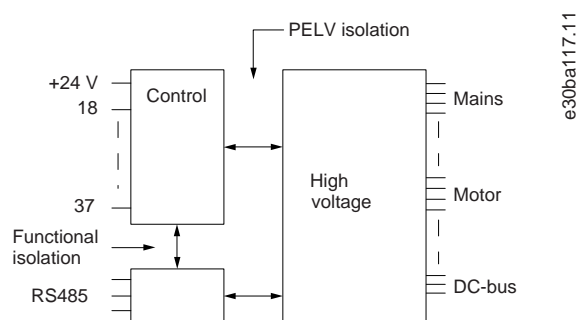 PELV isolation
e30ba117.11
+24 V
Control
Mains
18
High
voltage
Motor
37
Functional
isolation
RS485
DC-bus